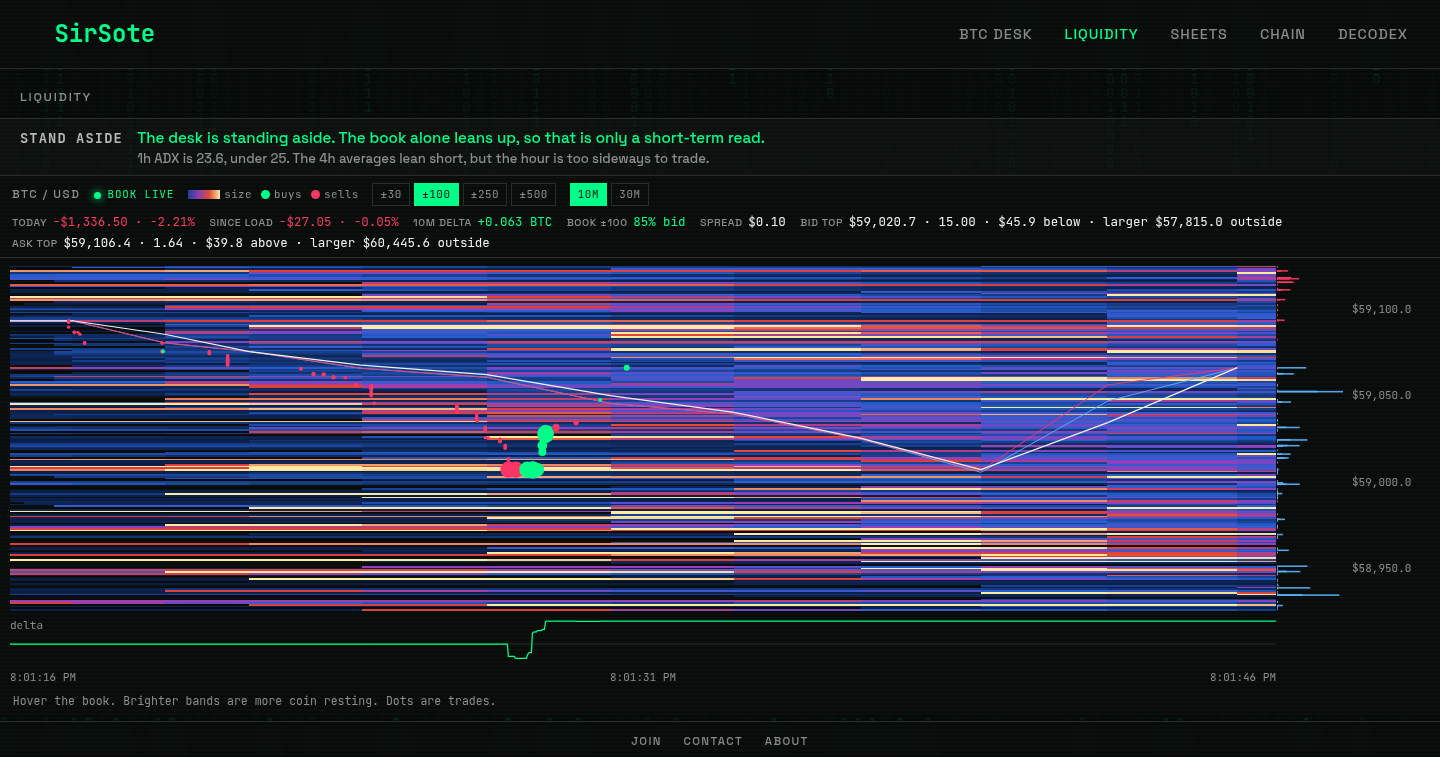 SirSote
BTC DESK LIQUIDITY SHEETS CHAIN DECODEX
LIQUIDITY
STAND ASIDE The desk is standing aside. The book alone leans up, so that is only a short-term read.
1h ADX is 23.6, under 25. The 4h averages lean short, but the hour is too sideways to trade.
BTC / USD BOOK LIVE size buys sells ±30 ±100 ±250 ±500 10M 30M
TODAY -$1,336.50 · -2.21% SINCE LOAD -$27.05 · -0.05% 10M DELTA +0.063 BTC BOOK ±100 85% bid SPREAD $0.10 BID TOP $59,020.7 · 15.00 · $45.9 below · larger $57,815.0 outside
ASK TOP $59,106.4 · 1.64 · $39.8 above · larger $60,445.6 outside
$59,100.0
$59,050.0
$59,000.0
$58,950.0
delta
8:01:16 PM 8:01:31 PM 8:01:46 PM
Hover the book. Brighter bands are more coin resting. Dots are trades.
JOIN CONTACT ABOUT